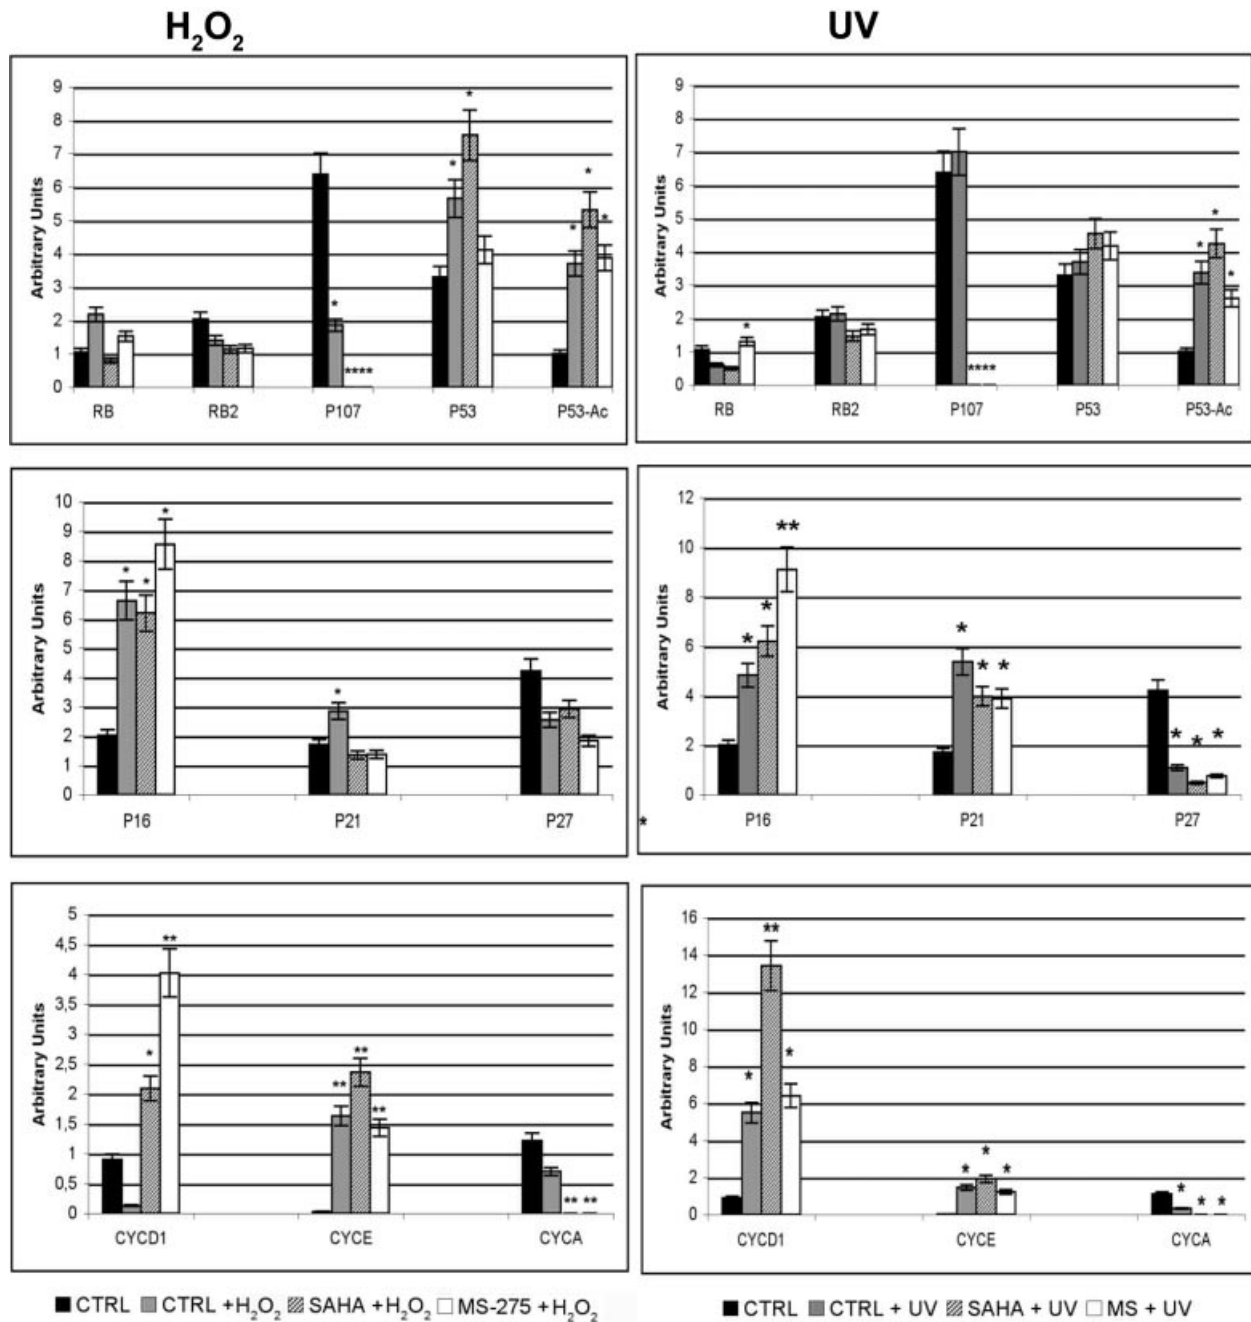 H₂O₂
UV
Arbitrary Units
9
8
7
6
5
4
3
2
1
0
* * * * * * ****
RB RB2 P107 P53 P53-Ac
Arbitrary Units
9
8
7
6
5
4
3
2
1
0
* **** * * *
RB RB2 P107 P53 P53-Ac
Arbitrary Units
10
9
8
7
6
5
4
3
2
1
0
* * * *
P16 P21 P27
Arbitrary Units
12
10
8
6
4
2
0
* * ** * * * * * *
* P16 P21 P27
Arbitrary Units
5
4,5
4
3,5
3
2,5
2
1,5
1
0,5
0
* ** ** ** ** ** **
CYCD1 CYCE CYCA
Arbitrary Units
16
14
12
10
8
6
4
2
0
* ** * * * * * * *
CYCD1 CYCE CYCA
CTRL CTRL +H₂O₂ SAHA +H₂O₂ MS-275 +H₂O₂
CTRL CTRL + UV SAHA + UV MS + UV